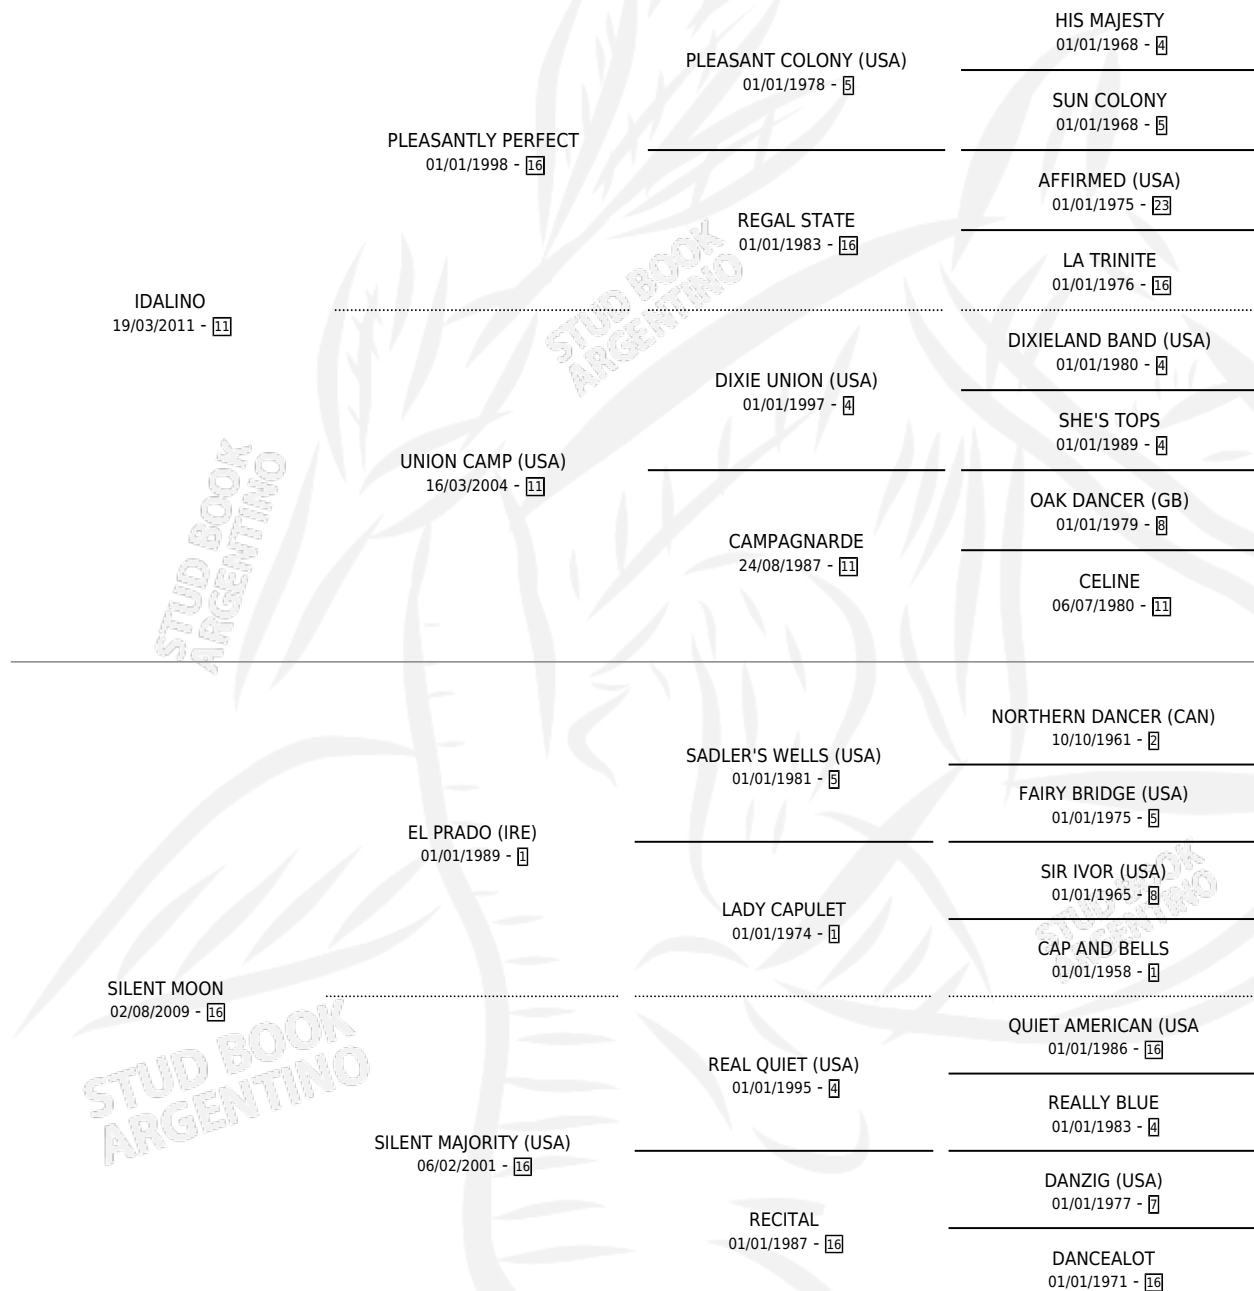 HIS MAJESTY
01/01/1968 - 4
PLEASANT COLONY (USA)
01/01/1978 - 5
SUN COLONY
01/01/1968 - 5
PLEASANTLY PERFECT
01/01/1998 - 16
AFFIRMED (USA)
01/01/1975 - 23
REGAL STATE
01/01/1983 - 16
LA TRINITE
01/01/1976 - 16
IDALINO
19/03/2011 - 11
DIXIELAND BAND (USA)
01/01/1980 - 4
DIXIE UNION (USA)
01/01/1997 - 4
SHE'S TOPS
01/01/1989 - 4
UNION CAMP (USA)
16/03/2004 - 11
OAK DANCER (GB)
01/01/1979 - 8
CAMPAGNARDE
24/08/1987 - 11
CELINE
06/07/1980 - 11
NORTHERN DANCER (CAN)
10/10/1961 - 2
SADLER'S WELLS (USA)
01/01/1981 - 5
FAIRY BRIDGE (USA)
01/01/1975 - 5
EL PRADO (IRE)
01/01/1989 - 1
SIR IVOR (USA)
01/01/1965 - 8
LADY CAPULET
01/01/1974 - 1
CAP AND BELLS
01/01/1958 - 1
SILENT MOON
02/08/2009 - 16
QUIET AMERICAN (USA
01/01/1986 - 16
REAL QUIET (USA)
01/01/1995 - 4
REALLY BLUE
01/01/1983 - 4
SILENT MAJORITY (USA)
06/02/2001 - 16
DANZIG (USA)
01/01/1977 - 7
RECITAL
01/01/1987 - 16
DANCEALOT
01/01/1971 - 16
STUD BOOK
ARGENTINO
STUD BOOK
ARGENTINO
STUD BOOK
ARGENTINO
STUD BOOK
ARGENTINO